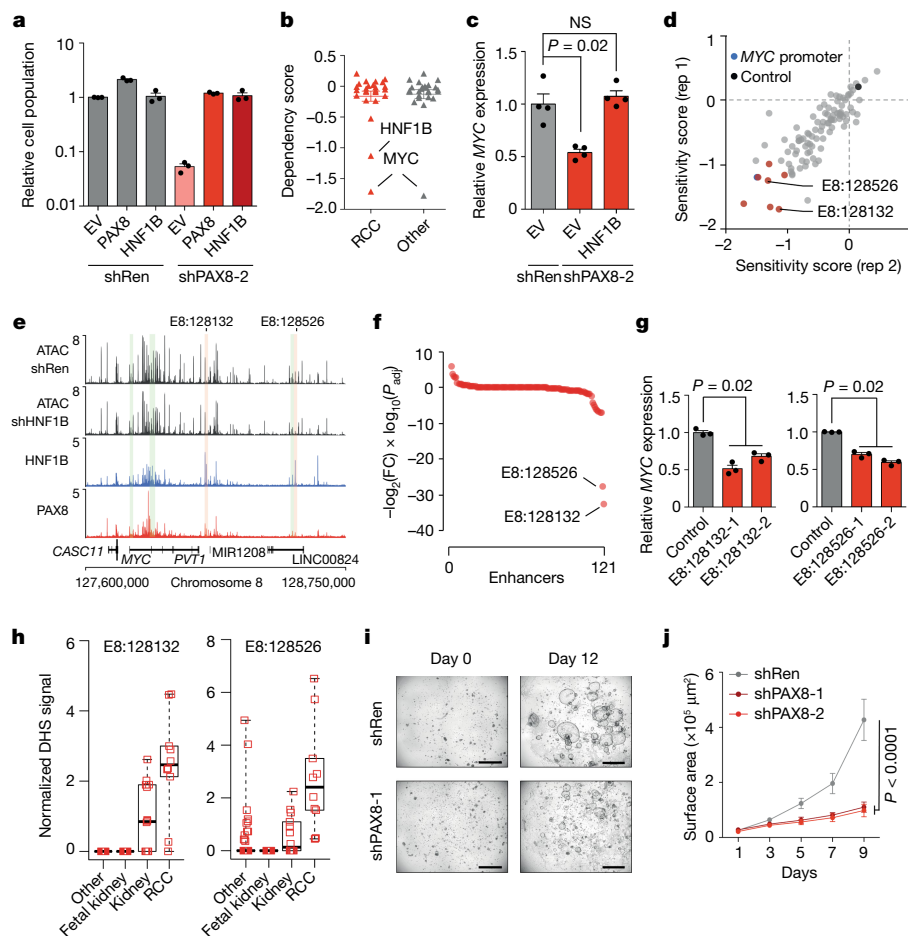 a
Relative cell population
10
1
0.1
0.01
EV
PAX8
HNF1B
EV
PAX8
HNF1B
shRen
shPAX8-2
b
Dependency score
0.5
0
−0.5
−1.0
−1.5
−2.0
HNF1B
MYC
RCC
Other
c
Relative MYC expression
NS
P = 0.02
1.5
1.0
0.5
0
EV
EV
HNF1B
shRen
shPAX8-2
d
MYC promoter
Control
Sensitivity score (rep 1)
1
0
−1
−2
E8:128526
E8:128132
−2
−1
0
Sensitivity score (rep 2)
e
E8:128132
E8:128526
8
ATAC
shRen
8
ATAC
shHNF1B
5
HNF1B
5
PAX8
CASC11
MYC
PVT1
MIR1208
LINC00824
127,600,000
Chromosome 8
128,750,000
f
−log2(FC) × log10(Padj)
10
0
−10
−20
−30
−40
E8:128526
E8:128132
0
121
Enhancers
g
Relative MYC expression
P = 0.02
1.5
1.0
0.5
0
Control
E8:128132-1
E8:128132-2
P = 0.02
1.5
1.0
0.5
0
Control
E8:128526-1
E8:128526-2
h
Normalized DHS signal
E8:128132
6
4
2
0
Other
Fetal kidney
Kidney
RCC
E8:128526
8
6
4
2
0
Other
Fetal kidney
Kidney
RCC
i
Day 0
Day 12
shRen
shPAX8-1
j
shRen
shPAX8-1
shPAX8-2
Surface area (×10⁵ µm²)
6
4
2
0
P < 0.0001
1
3
5
7
9
Days